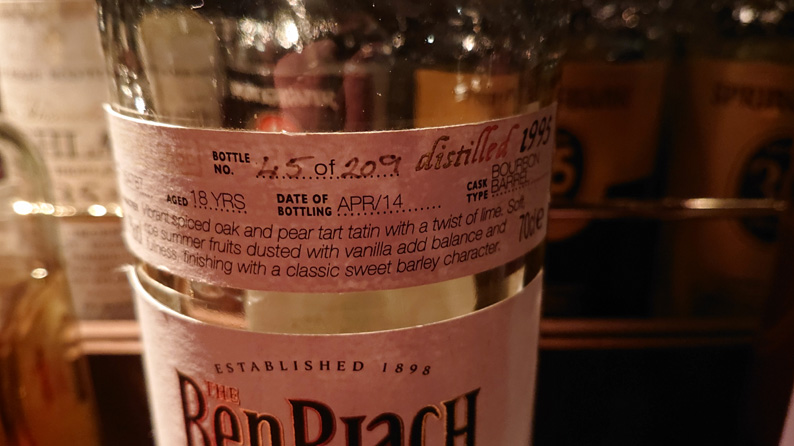 distilled 1995
BOTTLE NO. 45 of 209
AGED 18 YRS
DATE OF BOTTLING APR/14
CASK TYPE BOURBON BARREL
vibrant spiced oak and pear tart tatin with a twist of lime. Soft
ripe summer fruits dusted with vanilla add balance and
fullness, finishing with a classic sweet barley character.
70cl e
ESTABLISHED 1898
THE
BenRiach